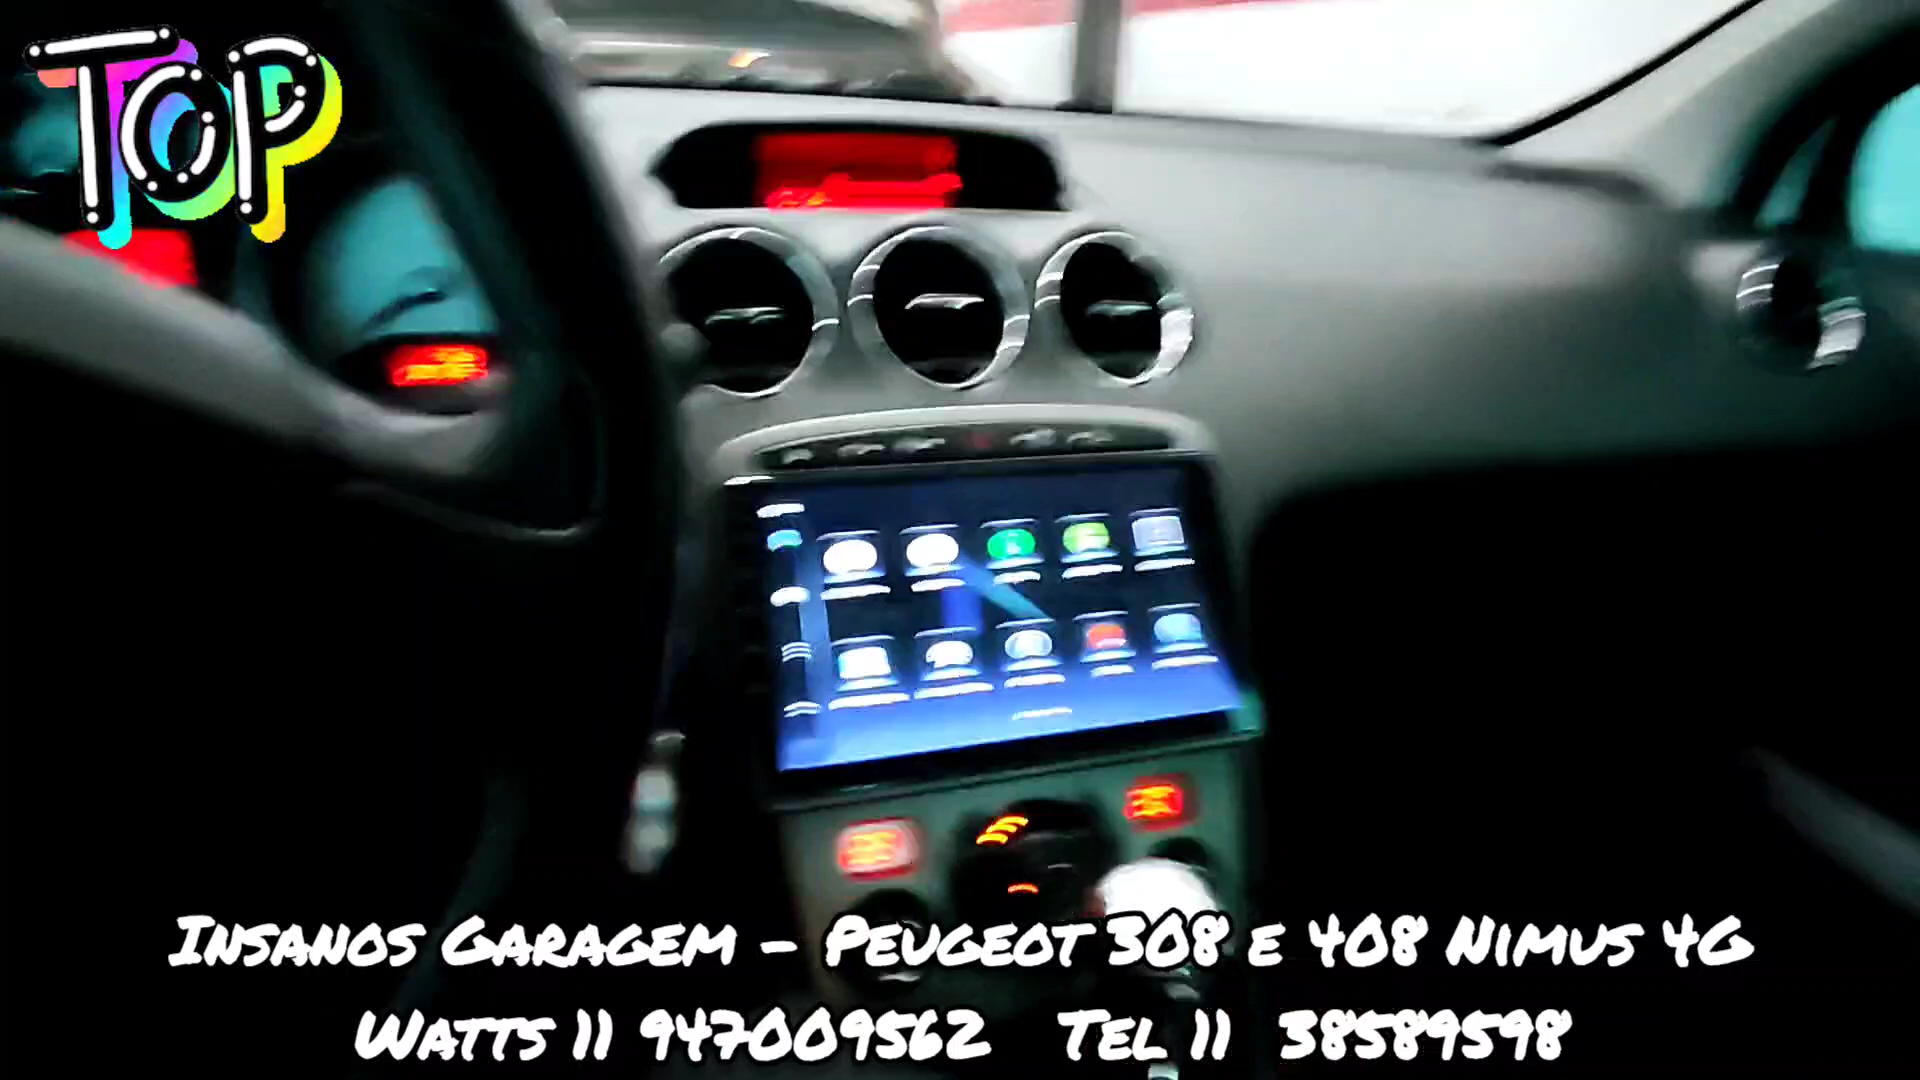 TOP
INSANOS GARAGEM - PEUGEOT 308 E 408 NIMUS 4G
WATTS 11 947009562 TEL 11 38589598